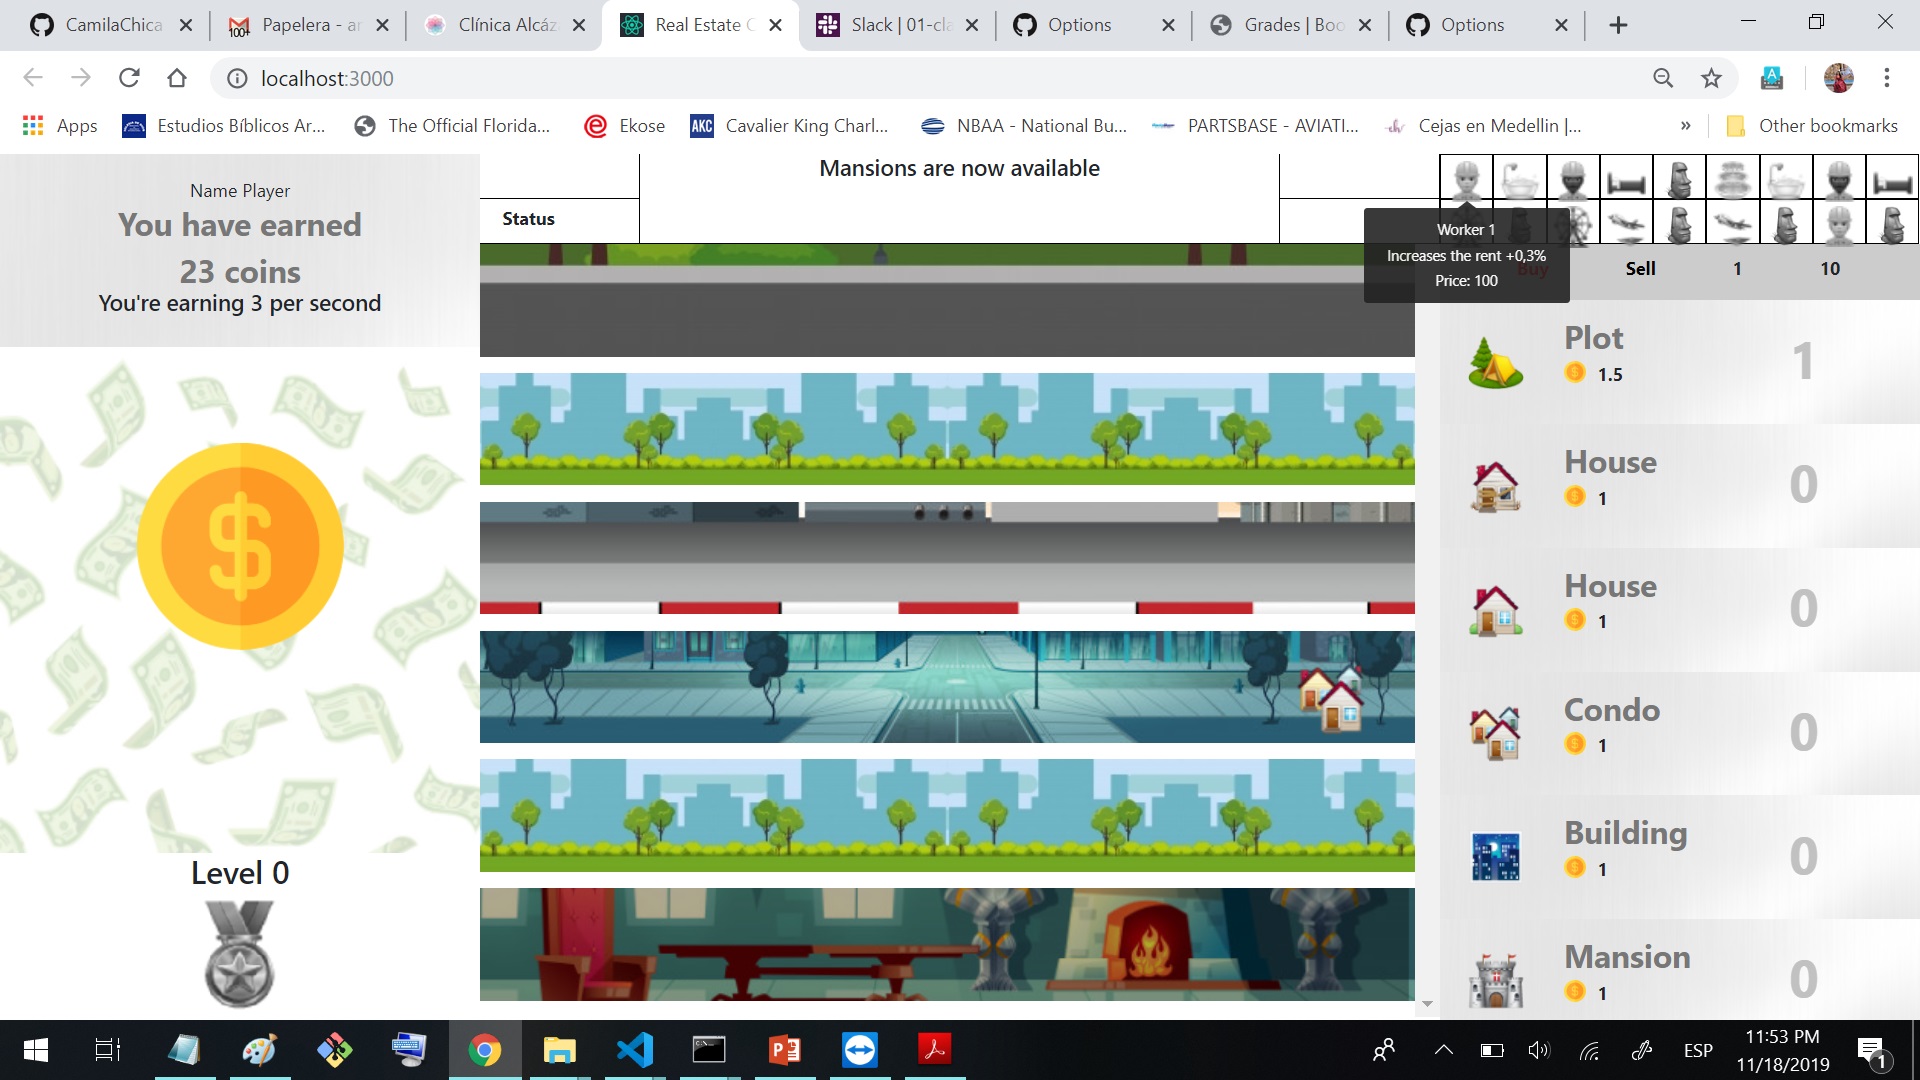 CamilaChica
Papelera - ar
Clínica Alcáz
Real Estate C
Slack | 01-cla
Options
Grades | Boo
Options
100+
localhost:3000
Apps
Estudios Bíblicos Ar...
The Official Florida...
Ekose
AKC
Cavalier King Charl...
NBAA - National Bu...
PARTSBASE - AVIATI...
Cejas en Medellin |...
»
Other bookmarks
Name Player
You have earned
23 coins
You're earning 3 per second
Mansions are now available
Status
Worker 1
Increases the rent +0,3%
Price: 100
Buy
Sell
1
10
Plot
1.5
1
House
1
0
House
1
0
Condo
1
0
Building
1
0
Mansion
1
0
$
Level 0
ESP
11:53 PM
11/18/2019
1